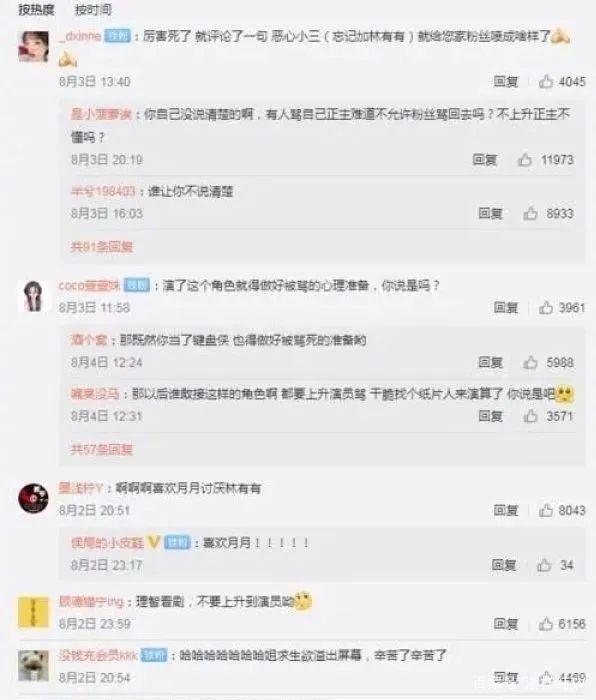 按热度 按时间
_dxinne 铁粉：厉害死了 就评论了一句 恶心小三（忘记加林有有）就给您家粉丝喷成啥样了
8月3日 13:40 回复 4045
是小菠萝涙：你自己没说清楚的啊，有人骂自己正主难道不允许粉丝骂回去吗？不上升正主不
懂吗？
8月3日 20:19 回复 11973
半兮198403：谁让你不说清楚
8月3日 16:03 回复 8933
共91条回复
coco萱萱妹 铁粉：演了这个角色就得做好被骂的心理准备，你说是吗？
8月3日 11:58 回复 3961
酒个窝：那既然你当了键盘侠 也得做好被骂死的准备哟
8月4日 12:24 回复 5988
嘴臭没马：那以后谁敢接这样的角色啊 都要上升演员骂 干脆找个纸片人来演算了 你说是吧
8月4日 12:31 回复 3571
共57条回复
墨浅柠Y：啊啊啊喜欢月月讨厌林有有
8月2日 20:51 回复 8043
的小皮鞋 铁粉：喜欢月月！！！！！
8月2日 23:17 回复 34
顾德猫宁ing：理智看剧，不要上升到演员呦
8月2日 23:59 回复 6156
没钱充会员kkk 铁粉：哈哈哈哈哈哈哈姐求生欲溢出屏幕，辛苦了辛苦了
8月2日 20:54 回复 4469